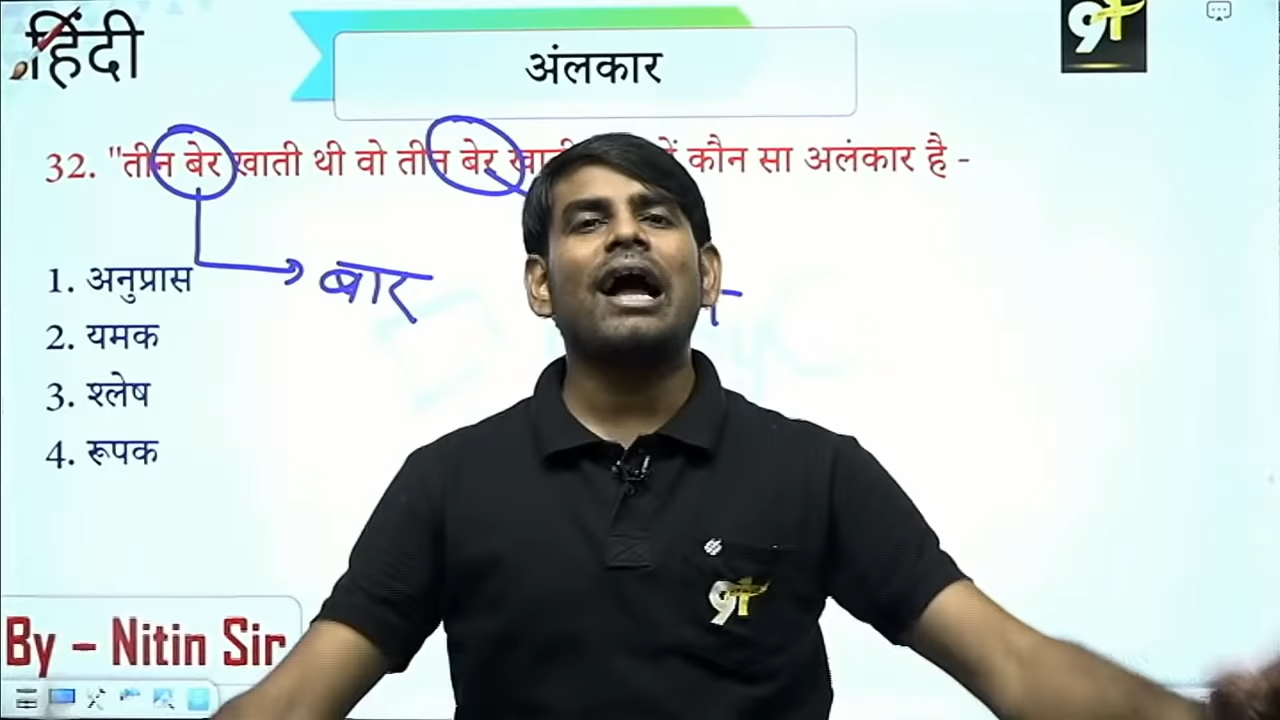 हिंदी
अंलकार
32. "तीन बेर खाती थी वो तीन बेर कौन सा अलंकार है -
बार
1. अनुप्रास
2. यमक
3. श्लेष
4. रूपक
By - Nitin Sir